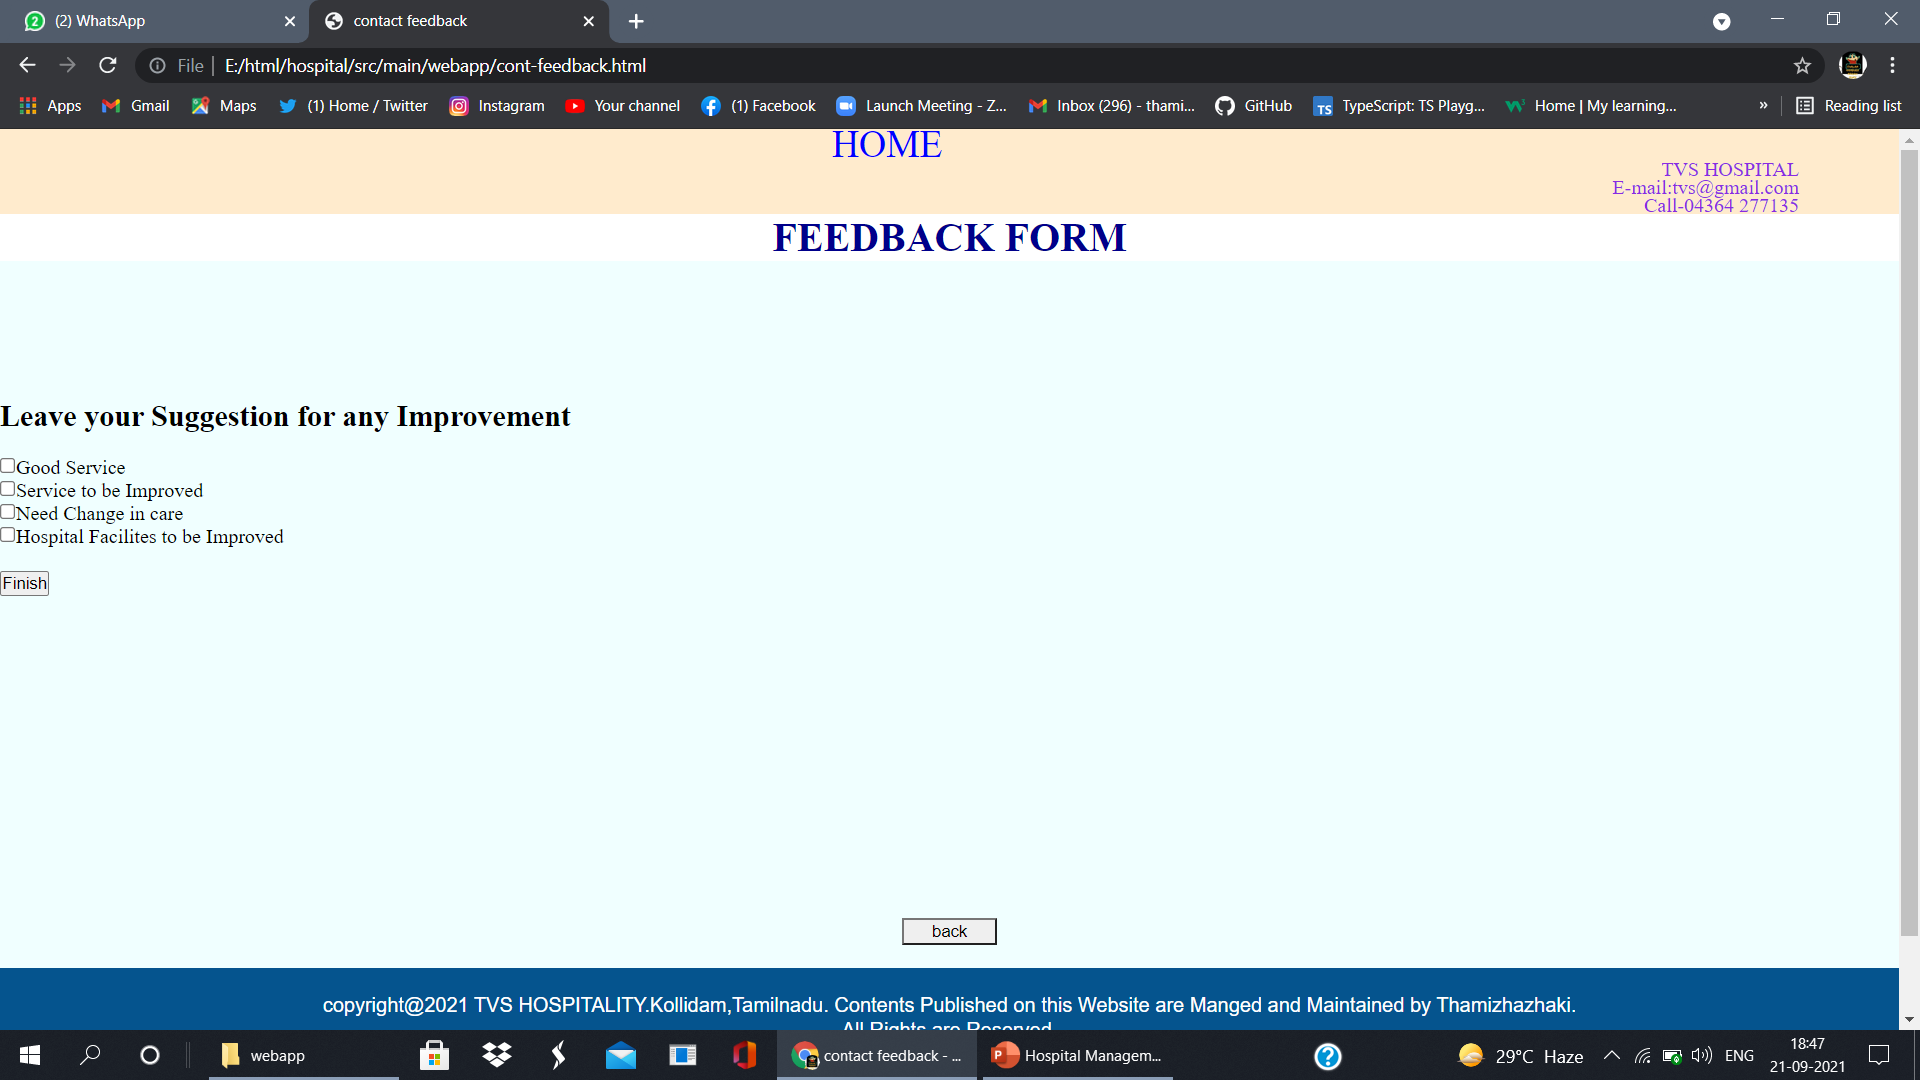 (2) WhatsApp
contact feedback
File
E:/html/hospital/src/main/webapp/cont-feedback.html
Apps
Gmail
Maps
(1) Home / Twitter
Instagram
Your channel
(1) Facebook
Launch Meeting - Z...
Inbox (296) - thami...
GitHub
TypeScript: TS Playg...
Home | My learning...
»
Reading list
HOME
TVS HOSPITAL
E-mail:tvs@gmail.com
Call-04364 277135
FEEDBACK FORM
Leave your Suggestion for any Improvement
Good Service
Service to be Improved
Need Change in care
Hospital Facilites to be Improved
Finish
back
copyright@2021 TVS HOSPITALITY.Kollidam,Tamilnadu. Contents Published on this Website are Manged and Maintained by Thamizhazhaki.
All Rights are Reserved
webapp
contact feedback - ...
Hospital Managem...
29°C Haze
ENG
18:47
21-09-2021